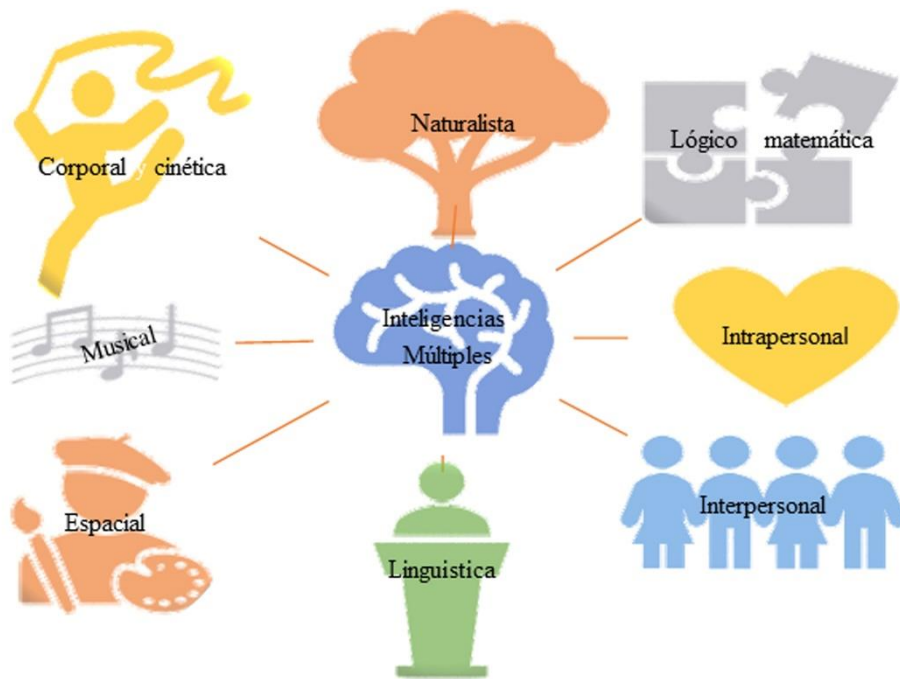 Naturalista
Lógico matemática
Corporal y cinética
Inteligencias
Múltiples
Musical
Intrapersonal
Espacial
Interpersonal
Linguistica